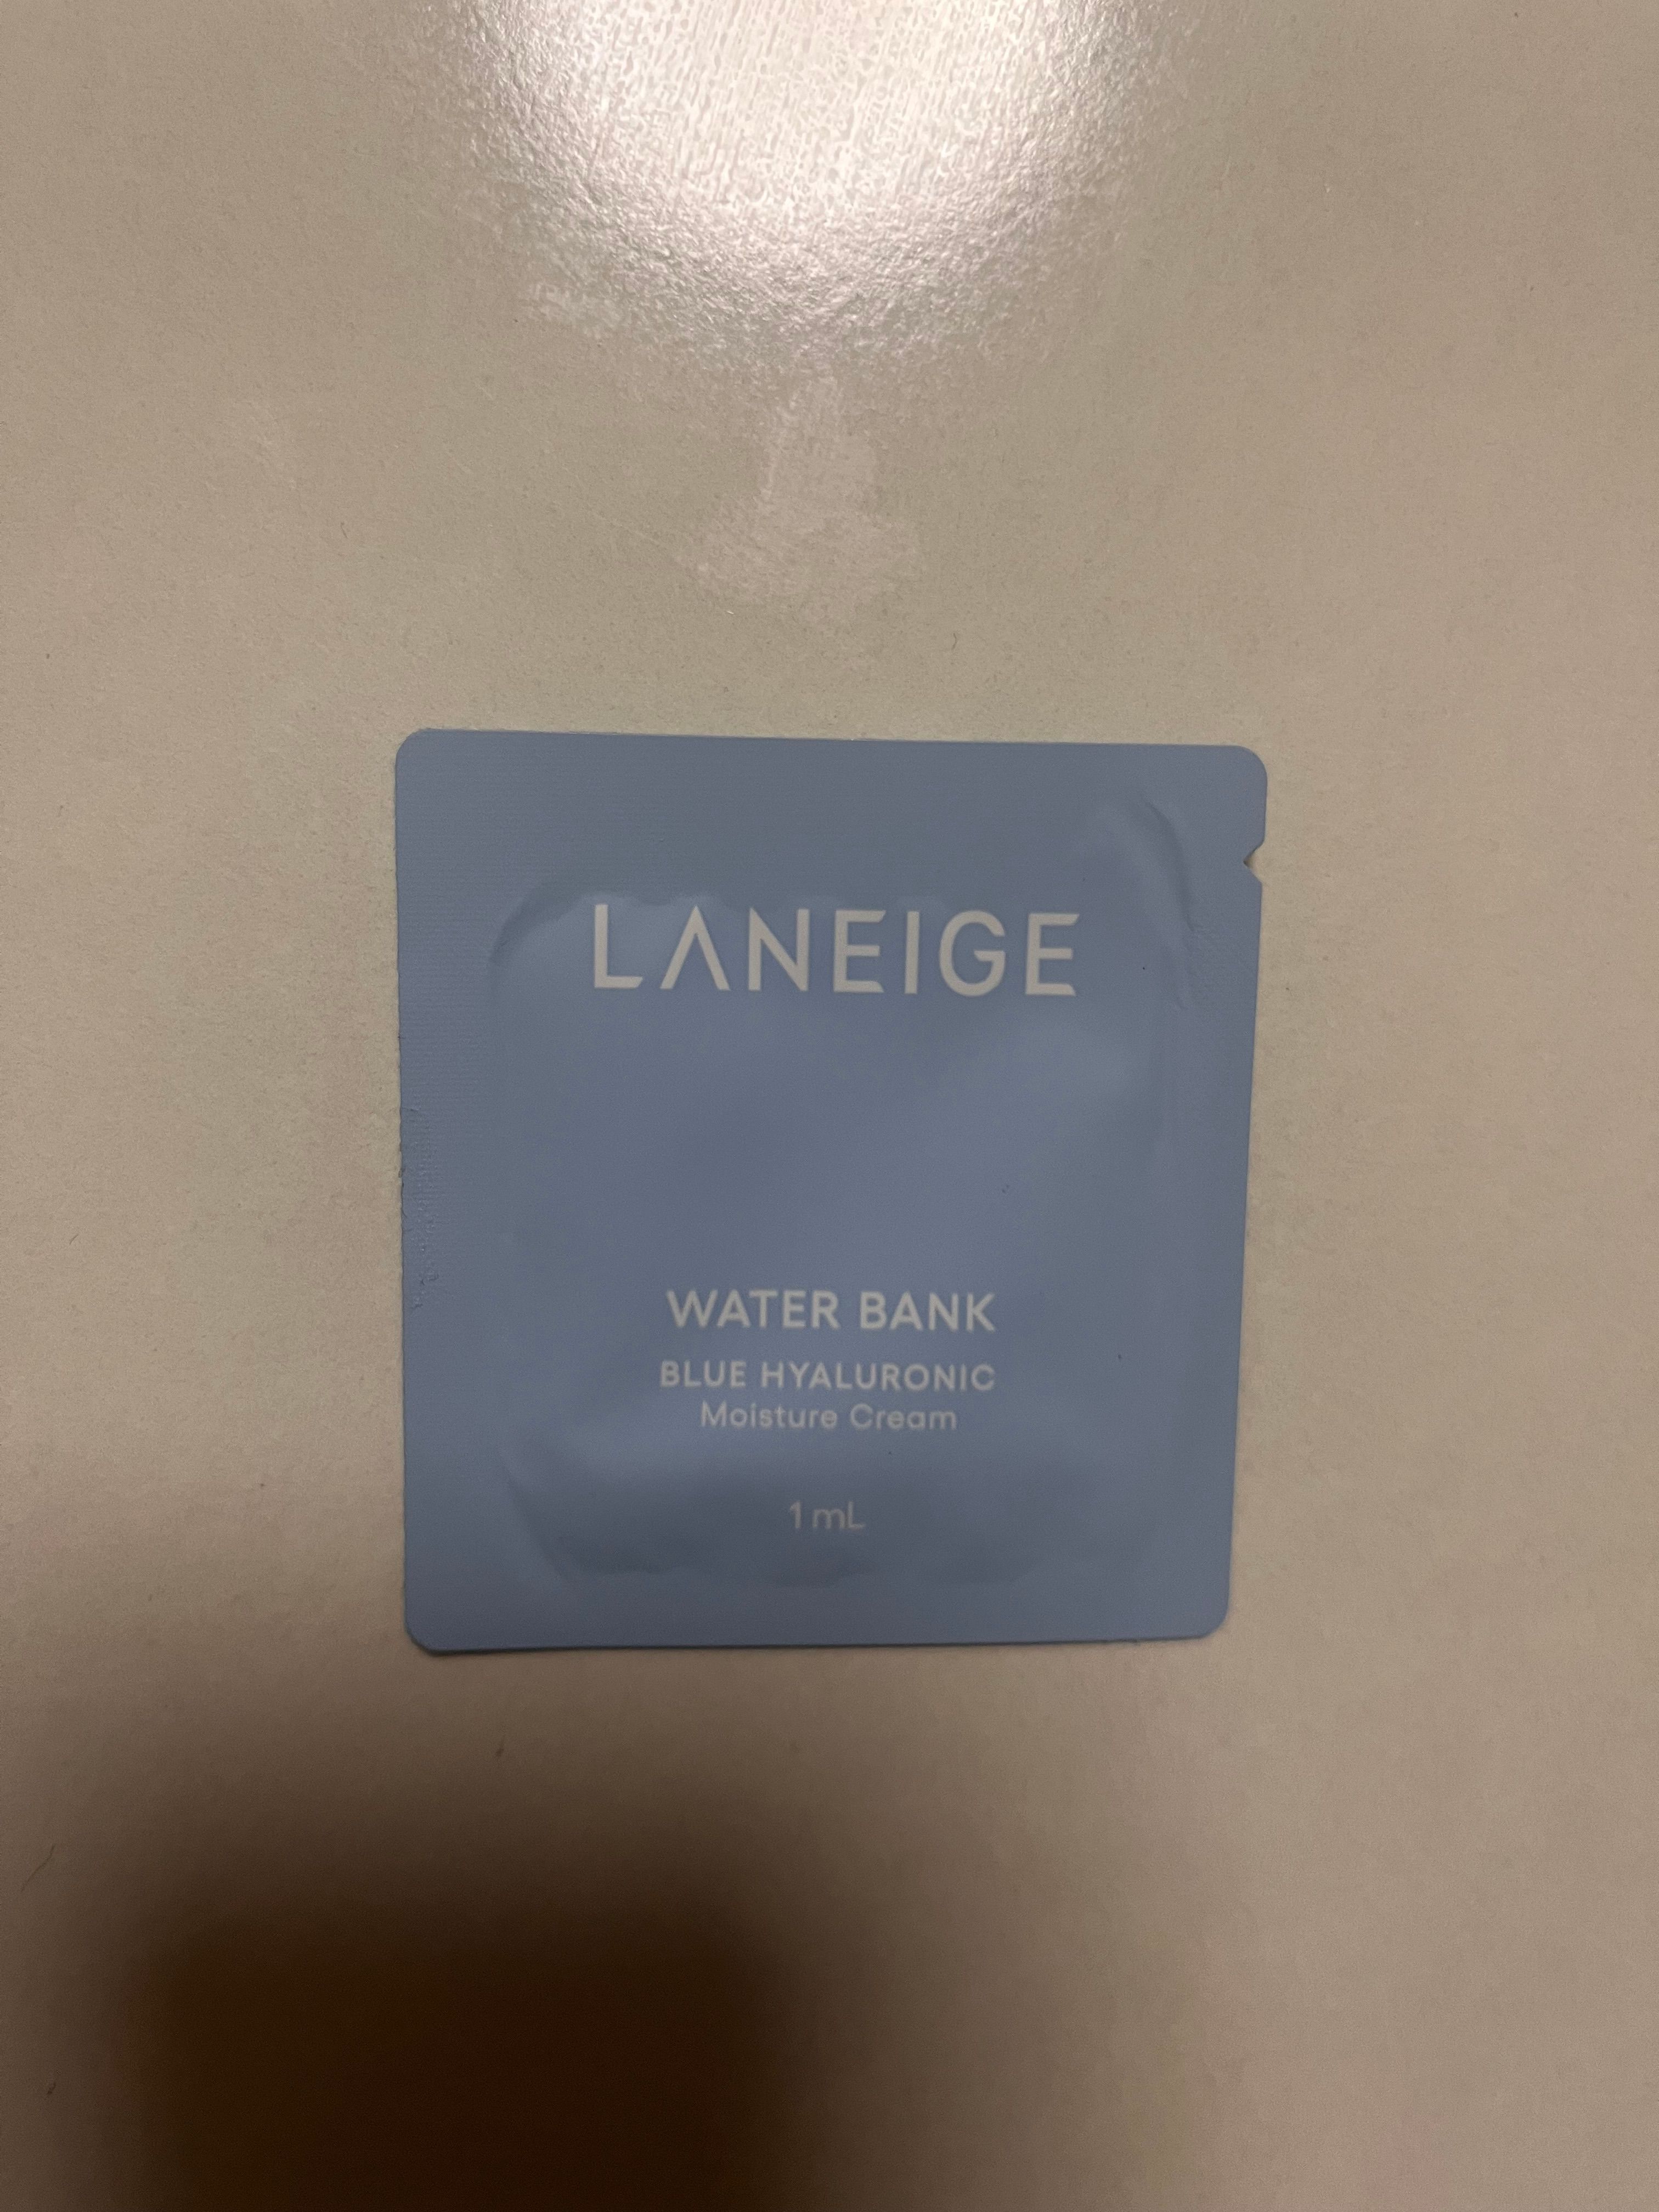 LANEIGE
WATER BANK
BLUE HYALURONIC
Moisture Cream
1 mL